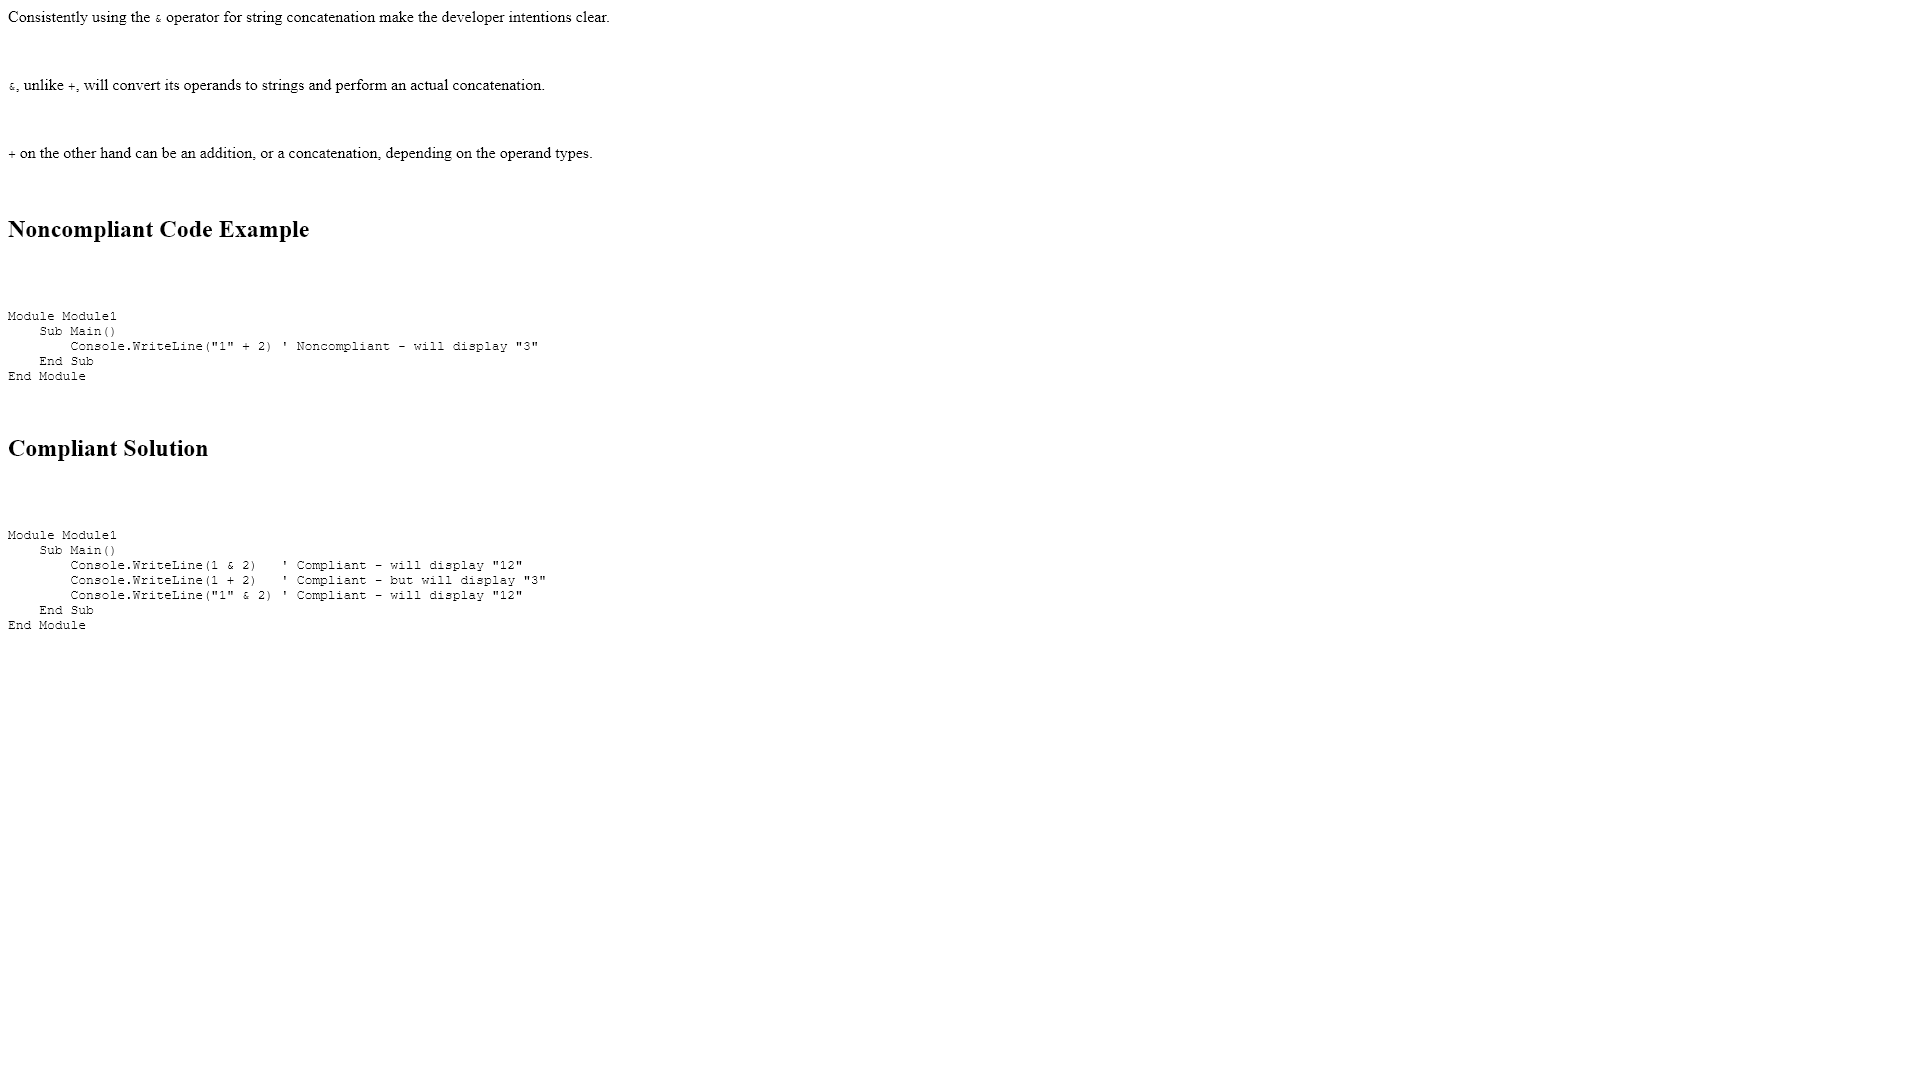 Consistently using the & operator for string concatenation make the developer intentions clear.
&, unlike +, will convert its operands to strings and perform an actual concatenation.
+ on the other hand can be an addition, or a concatenation, depending on the operand types.
Noncompliant Code Example
Module Module1
    Sub Main()
        Console.WriteLine("1" + 2) ' Noncompliant - will display "3"
    End Sub
End Module
Compliant Solution
Module Module1
    Sub Main()
        Console.WriteLine(1 & 2)   ' Compliant - will display "12"
        Console.WriteLine(1 + 2)   ' Compliant - but will display "3"
        Console.WriteLine("1" & 2) ' Compliant - will display "12"
    End Sub
End Module